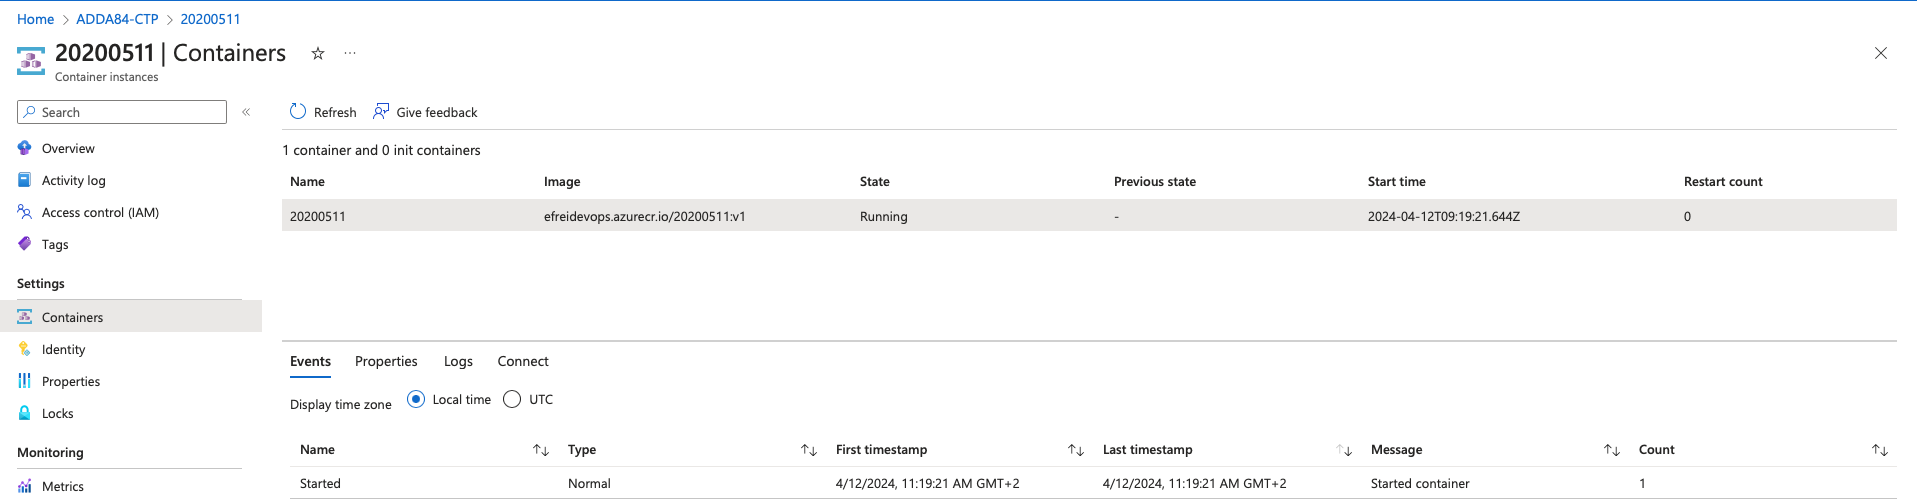 Home > ADDA84-CTP > 20200511
20200511 | Containers ☆ ...
Container instances
Search «
Refresh Give feedback
Overview
Activity log
Access control (IAM)
Tags
Settings
Containers
Identity
Properties
Locks
Monitoring
Metrics
1 container and 0 init containers
Name Image State Previous state Start time Restart count
20200511 efreidevops.azurecr.io/20200511:v1 Running - 2024-04-12T09:19:21.644Z 0
Events Properties Logs Connect
Display time zone Local time UTC
Name Type First timestamp Last timestamp Message Count
Started Normal 4/12/2024, 11:19:21 AM GMT+2 4/12/2024, 11:19:21 AM GMT+2 Started container 1